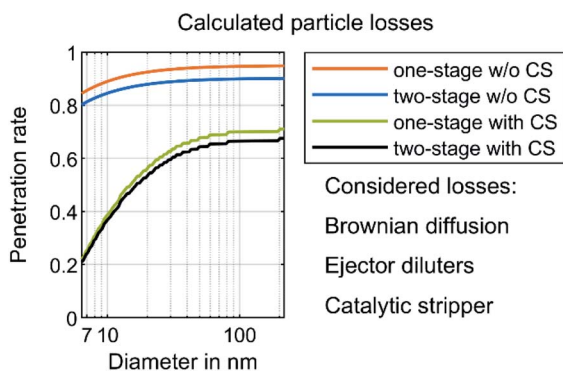 Calculated particle losses
Penetration rate
1
0.8
0.6
0.4
0.2
0
7 10 100
Diameter in nm
one-stage w/o CS
two-stage w/o CS
one-stage with CS
two-stage with CS
Considered losses:
Brownian diffusion
Ejector diluters
Catalytic stripper